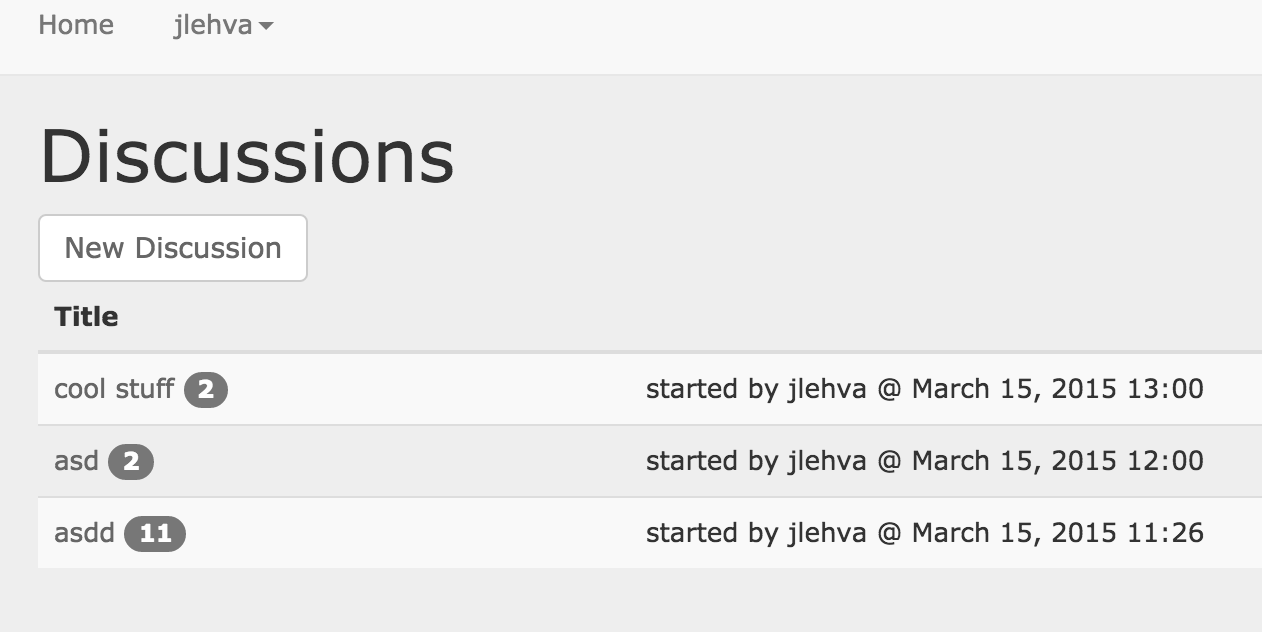 Home jlehva
Discussions
New Discussion
Title
cool stuff 2 started by jlehva @ March 15, 2015 13:00
asd 2 started by jlehva @ March 15, 2015 12:00
asdd 11 started by jlehva @ March 15, 2015 11:26